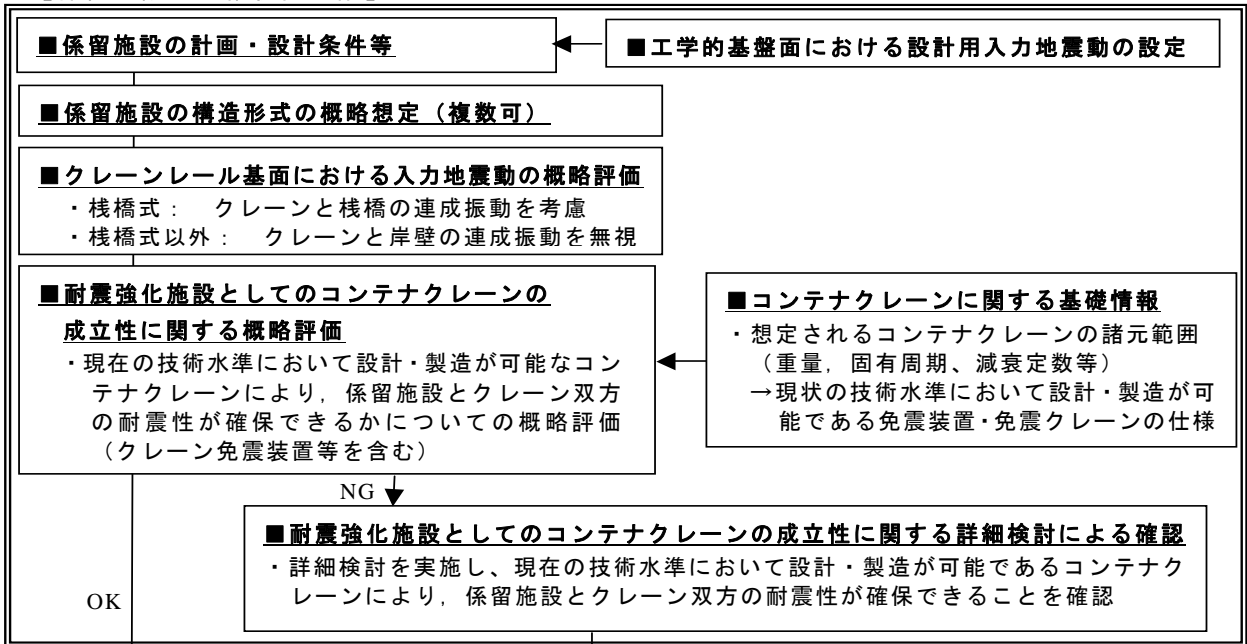 ■係留施設の計画・設計条件等
■工学的基盤面における設計用入力地震動の設定
■係留施設の構造形式の概略想定（複数可）
■クレーンレール基面における入力地震動の概略評価
・桟橋式： クレーンと桟橋の連成振動を考慮
・桟橋式以外： クレーンと岸壁の連成振動を無視
■耐震強化施設としてのコンテナクレーンの
成立性に関する概略評価
・現在の技術水準において設計・製造が可能なコン
テナクレーンにより，係留施設とクレーン双方
の耐震性が確保できるかについての概略評価
（クレーン免震装置等を含む）
■コンテナクレーンに関する基礎情報
・想定されるコンテナクレーンの諸元範囲
（重量，固有周期、減衰定数等）
→現状の技術水準において設計・製造が可
能である免震装置・免震クレーンの仕様
NG
■耐震強化施設としてのコンテナクレーンの成立性に関する詳細検討による確認
・詳細検討を実施し、現在の技術水準において設計・製造が可能であるコンテナク
レーンにより，係留施設とクレーン双方の耐震性が確保できることを確認
OK